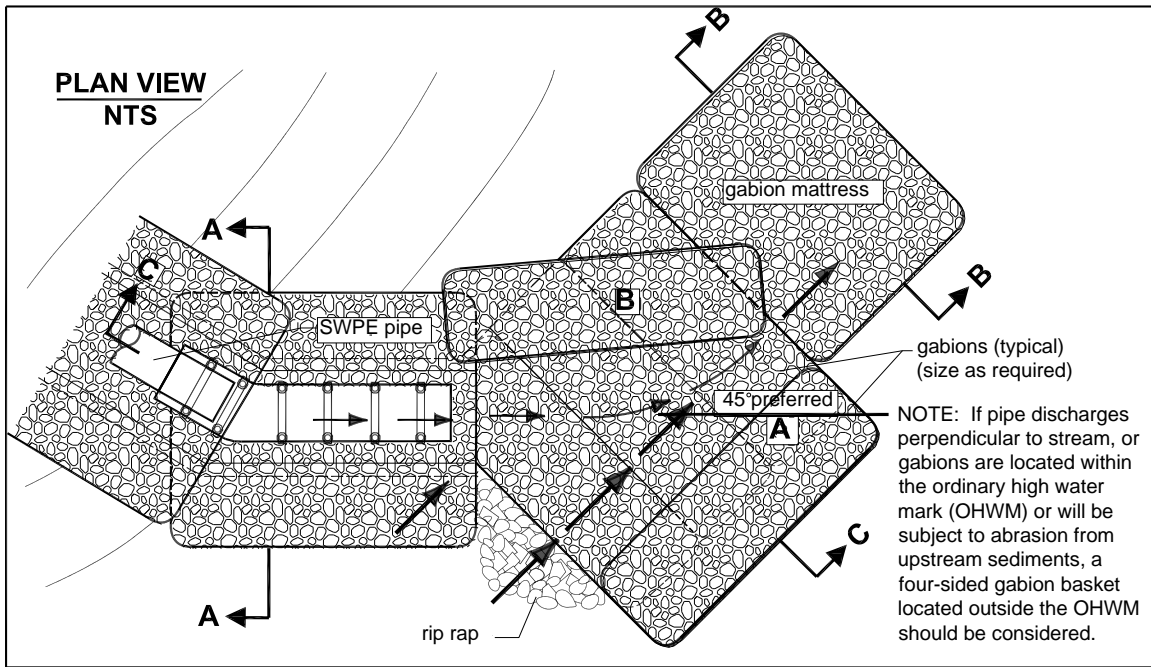 PLAN VIEW
NTS
B
A
C
gabion mattress
SWPE pipe
B
B
gabions (typical)
(size as required)
45° preferred
A
NOTE: If pipe discharges
perpendicular to stream, or
gabions are located within
the ordinary high water
mark (OHWM) or will be
subject to abrasion from
upstream sediments, a
four-sided gabion basket
located outside the OHWM
should be considered.
C
A
rip rap